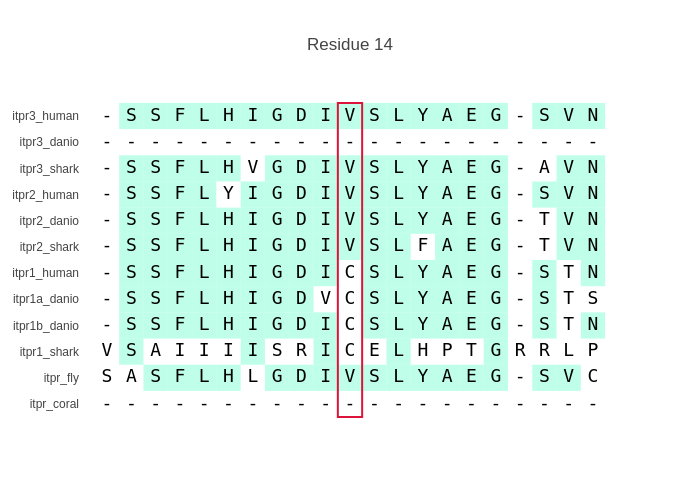 Residue 14
itpr3_human - S S F L H I G D I V S L Y A E G - S V N
itpr3_danio - - - - - - - - - - - - - - - - - - - - -
itpr3_shark - S S F L H V G D I V S L Y A E G - A V N
itpr2_human - S S F L Y I G D I V S L Y A E G - S V N
itpr2_danio - S S F L H I G D I V S L Y A E G - T V N
itpr2_shark - S S F L H I G D I V S L F A E G - T V N
itpr1_human - S S F L H I G D I C S L Y A E G - S T N
itpr1a_danio - S S F L H I G D V C S L Y A E G - S T S
itpr1b_danio - S S F L H I G D I C S L Y A E G - S T N
itpr1_shark V S A I I I I S R I C E L H P T G R R L P
itpr_fly S A S F L H L G D I V S L Y A E G - S V C
itpr_coral - - - - - - - - - - - - - - - - - - - - -